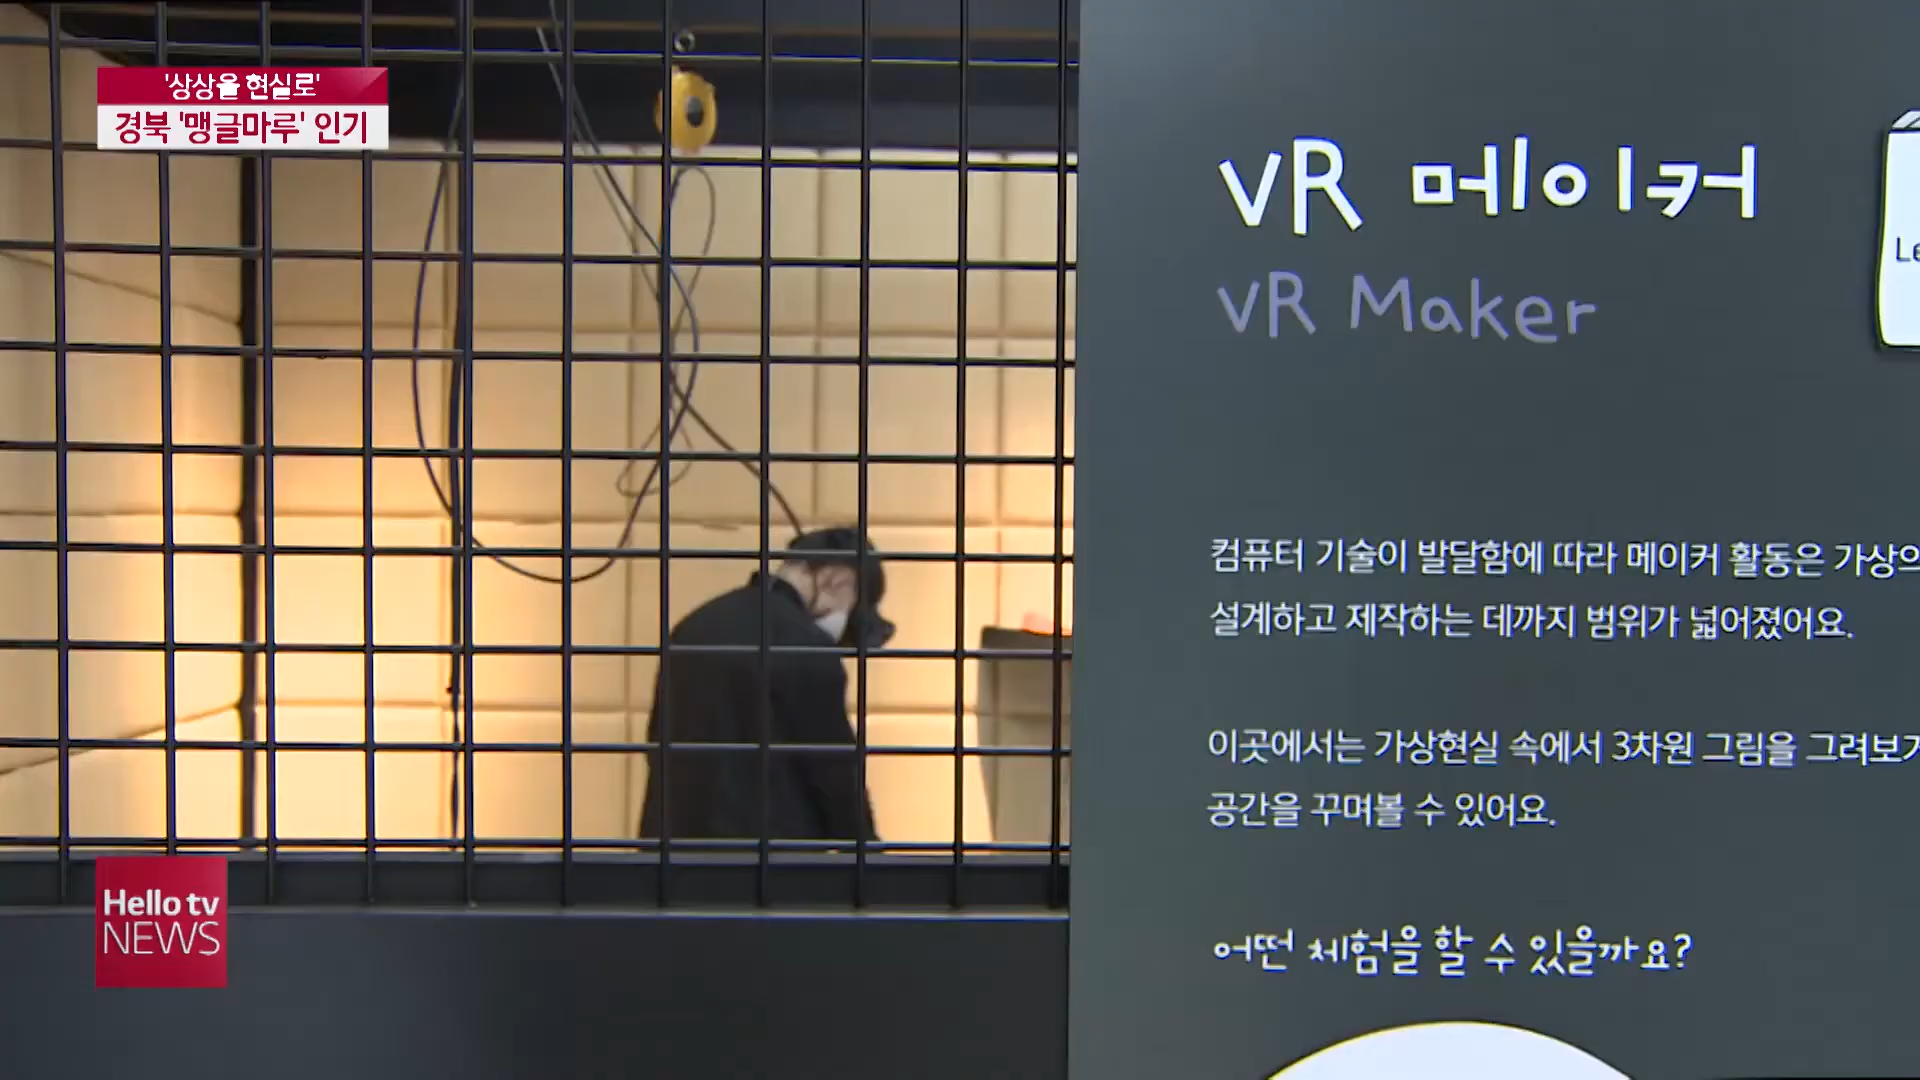 '상상을 현실로'
경북 '맹글마루' 인기
VR 메이커
VR Maker
컴퓨터 기술이 발달함에 따라 메이커 활동은 가상의
설계하고 제작하는 데까지 범위가 넓어졌어요.
이곳에서는 가상현실 속에서 3차원 그림을 그려보거
공간을 꾸며볼 수 있어요.
어떤 체험을 할 수 있을까요?
Hello tv
NEWS